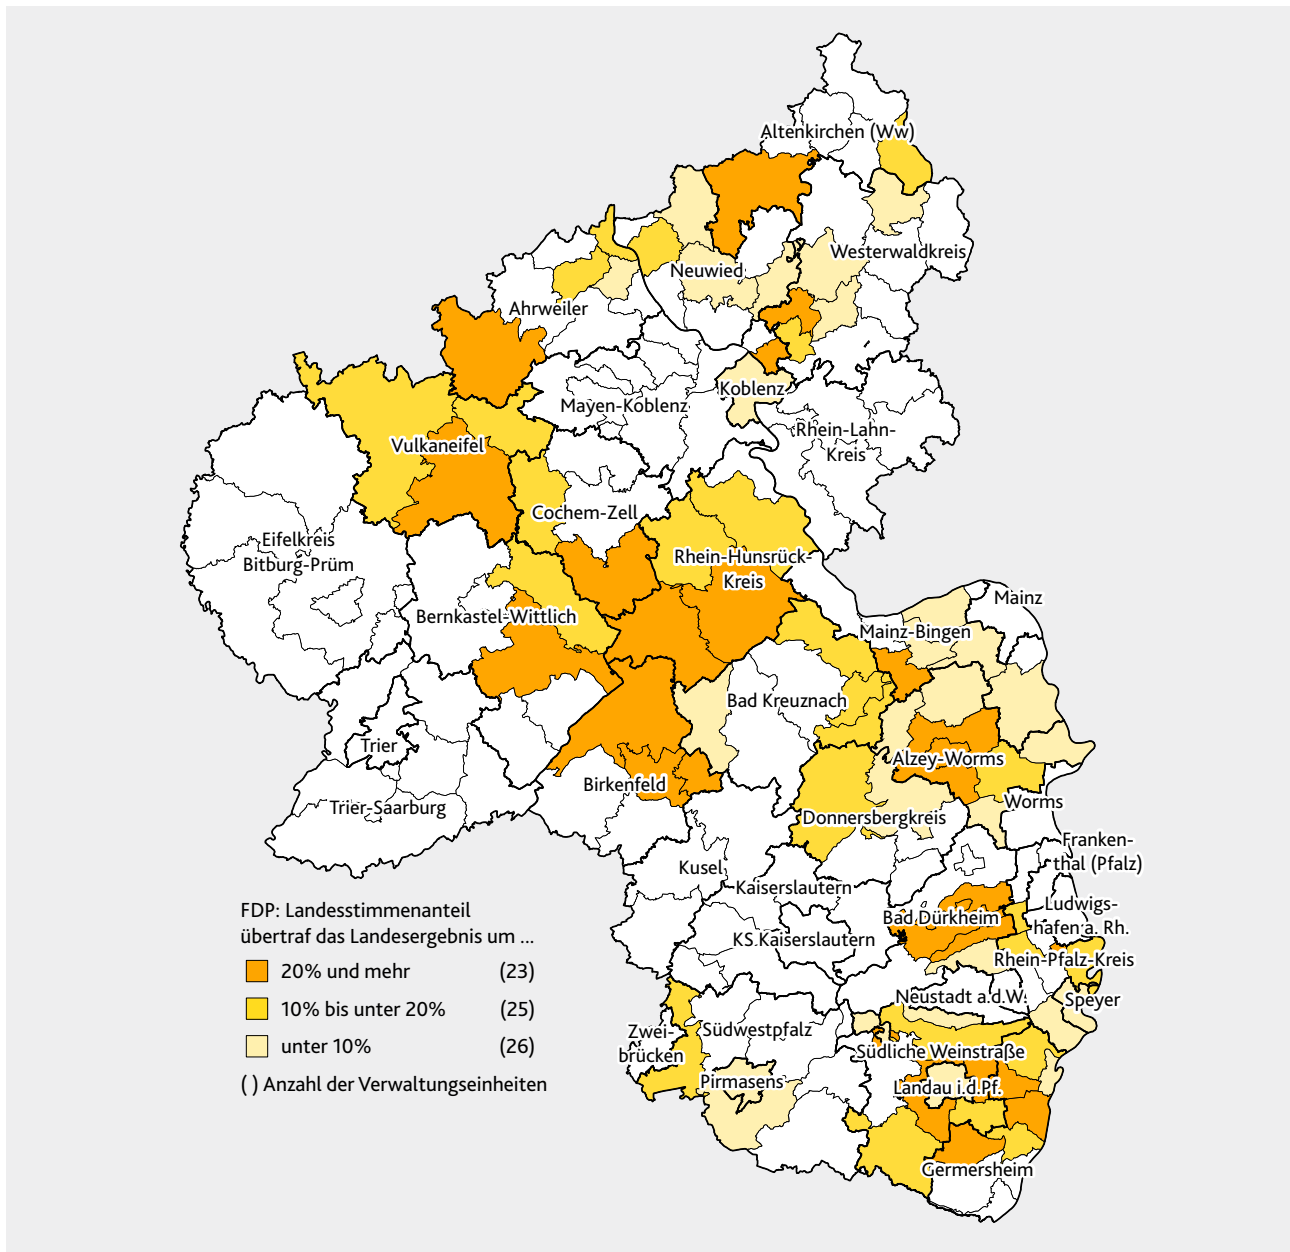 Altenkirchen (Ww)
Westerwaldkreis
Neuwied
Ahrweiler
Koblenz
Mayen-Koblenz
Rhein-Lahn-
Kreis
Vulkaneifel
Cochem-Zell
Eifelkreis
Bitburg-Prüm
Rhein-Hunsrück-
Kreis
Mainz
Bernkastel-Wittlich
Mainz-Bingen
Bad Kreuznach
Trier
Alzey-Worms
Birkenfeld
Trier-Saarburg
Worms
Donnersbergkreis
Franken-
thal (Pfalz)
Kusel
Kaiserslautern
Ludwigs-
hafen a. Rh.
Bad Dürkheim
KS.Kaiserslautern
Rhein-Pfalz-Kreis
Neustadt a.d.W.
Speyer
Zwei-
brücken
Südwestpfalz
Südliche Weinstraße
Pirmasens
Landau i.d.Pf.
Germersheim
FDP: Landesstimmenanteil
übertraf das Landesergebnis um ...
20% und mehr (23)
10% bis unter 20% (25)
unter 10% (26)
( ) Anzahl der Verwaltungseinheiten